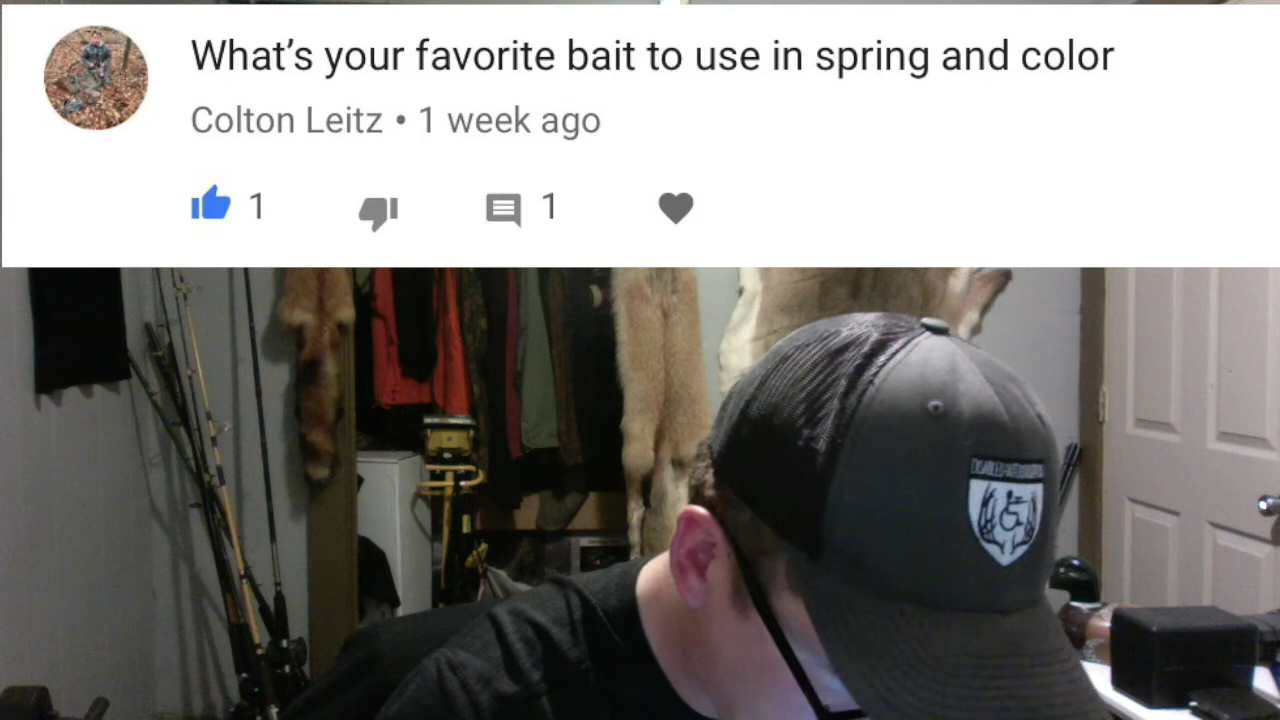 What's your favorite bait to use in spring and color
Colton Leitz • 1 week ago
1
1